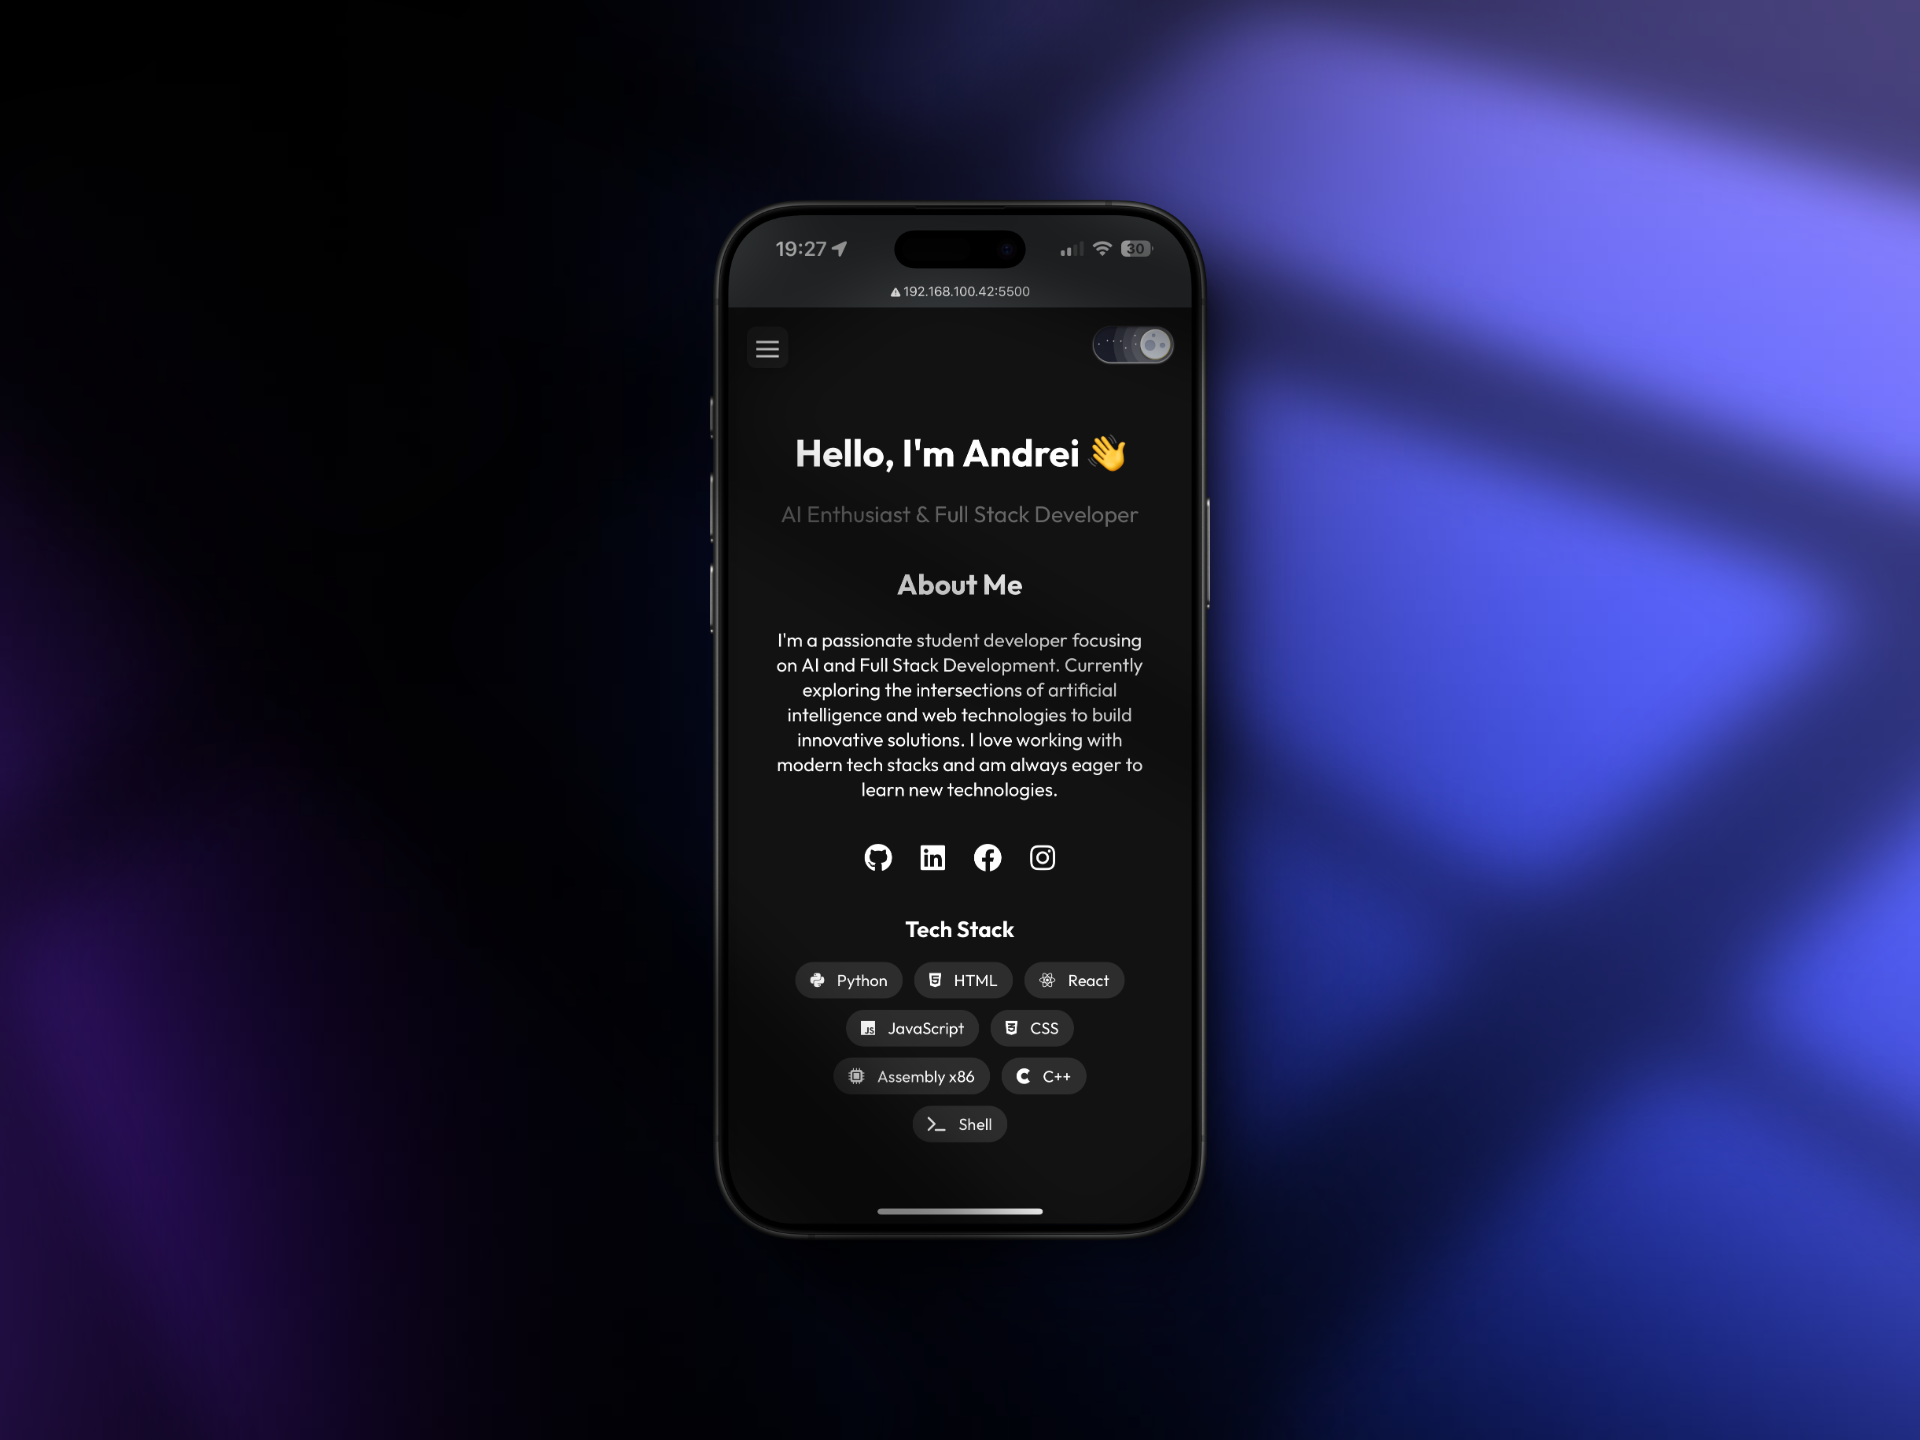 19:27
30
192.168.100.42:5500
Hello, I'm Andrei 👋
AI Enthusiast & Full Stack Developer
About Me
I'm a passionate student developer focusing
on AI and Full Stack Development. Currently
exploring the intersections of artificial
intelligence and web technologies to build
innovative solutions. I love working with
modern tech stacks and am always eager to
learn new technologies.
in
Tech Stack
Python HTML React
JS JavaScript CSS
Assembly x86 C++
Shell